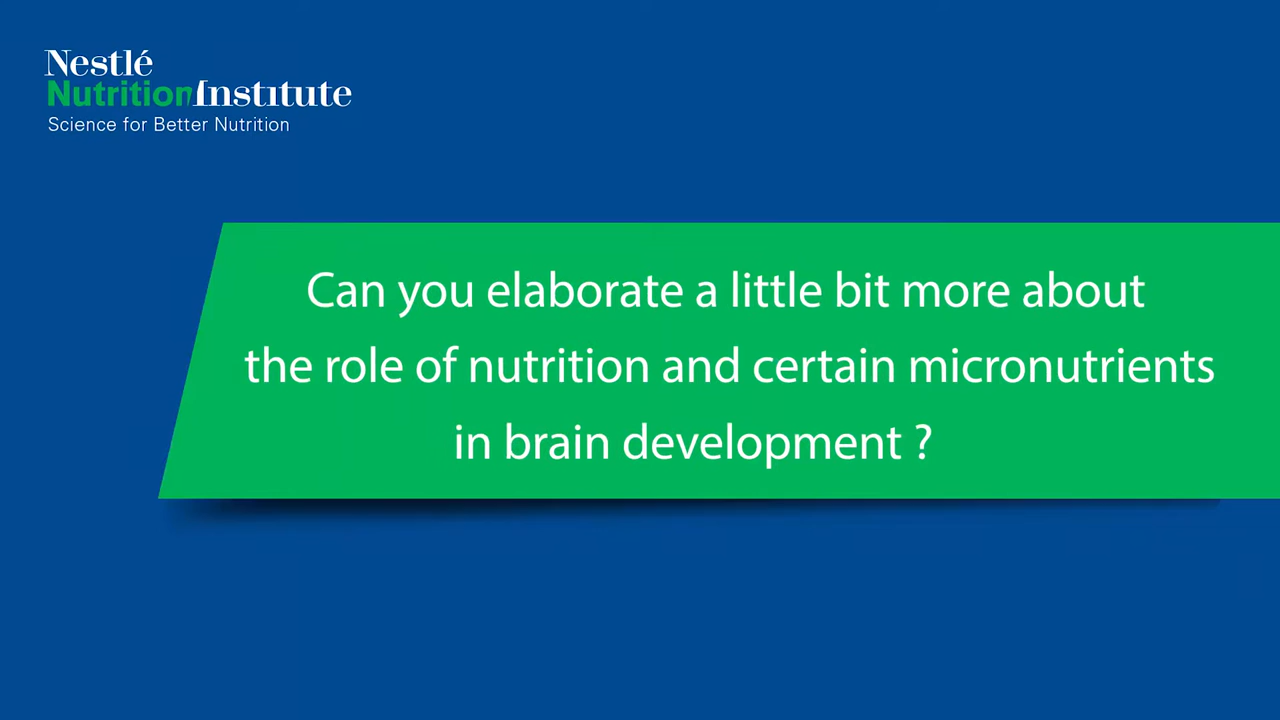 Nestlé
NutritionInstitute
Science for Better Nutrition
Can you elaborate a little bit more about
the role of nutrition and certain micronutrients
in brain development ?